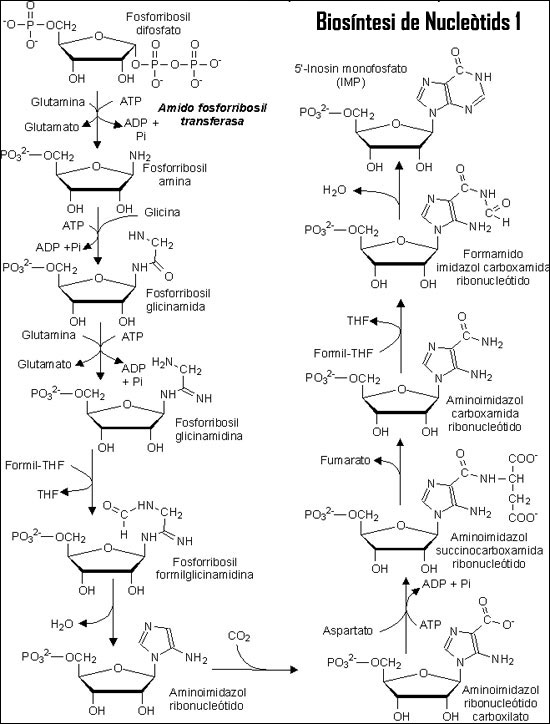 Biosíntesi de Nucleòtids 1
Fosforribosil
difosfato
Glutamina
ATP
Glutamato
ADP +
Pi
Amido fosforribosil
transferasa
Fosforribosil
amina
Glicina
ATP
ADP +Pi
Fosforribosil
glicinamida
Glutamina
ATP
Glutamato
ADP
+ Pi
Fosforribosil
glicinamidina
Formil-THF
THF
Fosforribosil
formilglicinamidina
H2O
Aminoimidazol
ribonucleótido
CO2
Aminoimidazol
ribonucleótido
carboxilato
Aspartato
ATP
ADP + Pi
Aminoimidazol
succinocarboxamida
ribonucleótido
Fumarato
Aminoimidazol
carboxamida
ribonucleótido
Formil-THF
THF
Formamido
imidazol carboxamida
ribonucleótido
H2O
5'-Inosin monofosfato
(IMP)